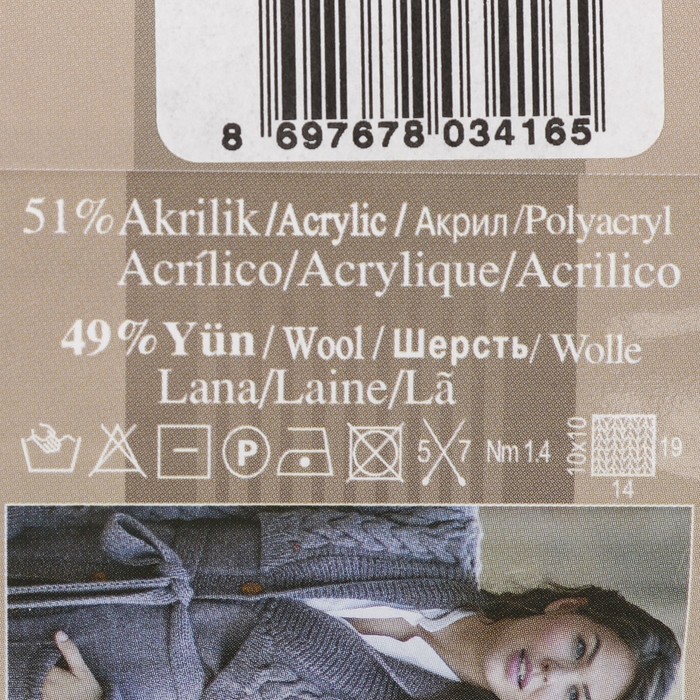 8 697678 034165
51% Akrilik / Acrylic / Акрил / Polyacryl
Acrílico/Acrylique/Acrilico
49% Yün / Wool / Шерсть / Wolle
Lana/Laine/Lã
P 5 7 Nm 1.4 10x10 19
14